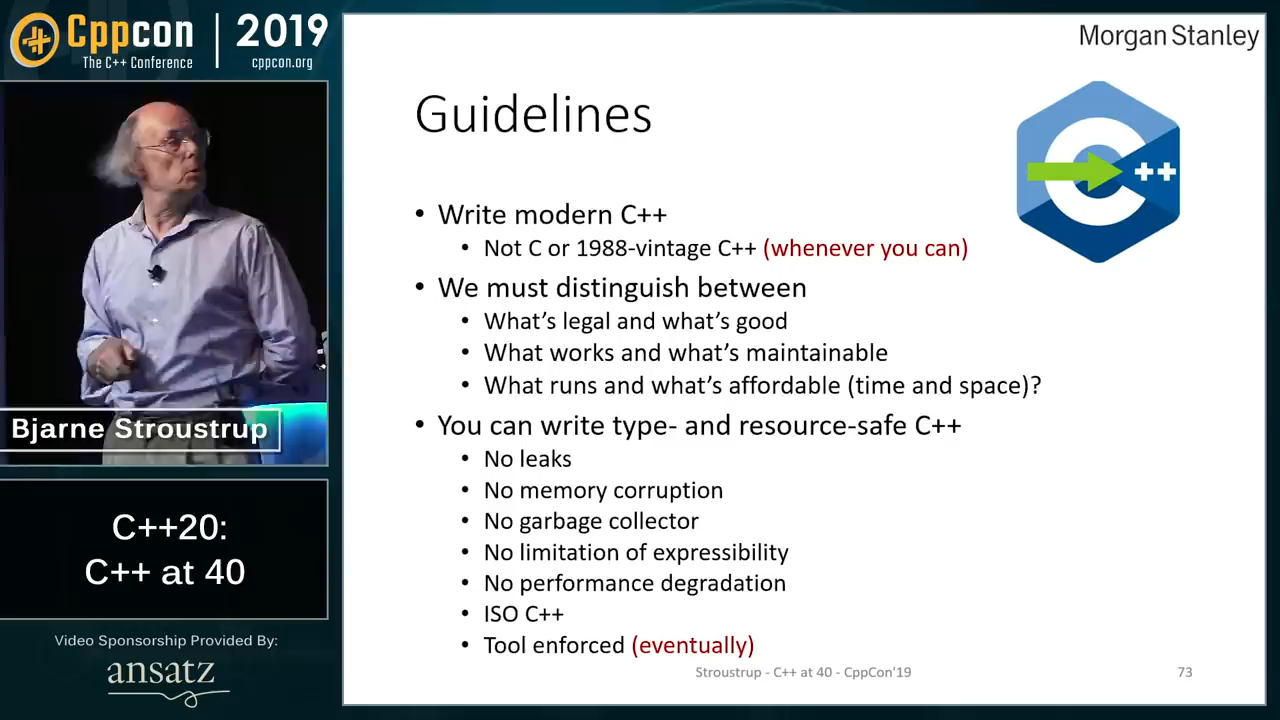 Cppcon
The C++ Conference
2019
cppcon.org
Morgan Stanley
Guidelines
C ++
• Write modern C++
• Not C or 1988-vintage C++ (whenever you can)
• We must distinguish between
• What's legal and what's good
• What works and what's maintainable
• What runs and what's affordable (time and space)?
• You can write type- and resource-safe C++
• No leaks
• No memory corruption
• No garbage collector
• No limitation of expressibility
• No performance degradation
• ISO C++
• Tool enforced (eventually)
Stroustrup - C++ at 40 - CppCon'19
73
Bjarne Stroustrup
C++20:
C++ at 40
Video Sponsorship Provided By:
ansatz